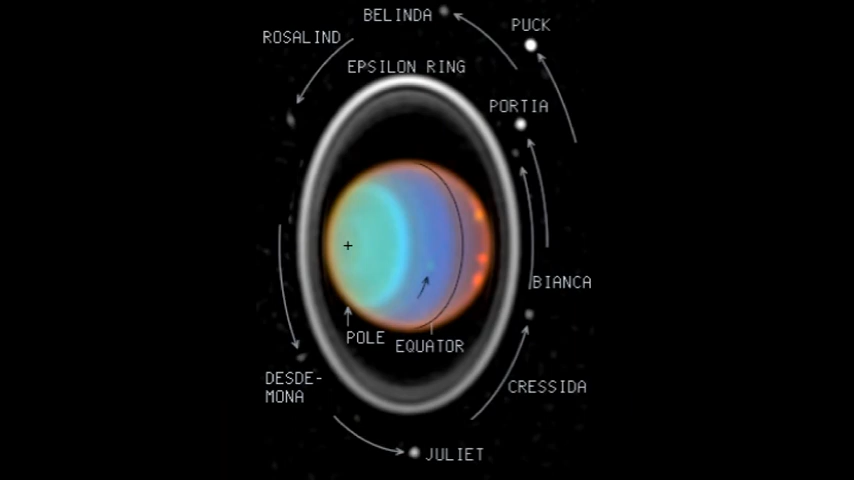 BELINDA
PUCK
ROSALIND
EPSILON RING
PORTIA
BIANCA
POLE
EQUATOR
DESDE-
MONA
CRESSIDA
JULIET